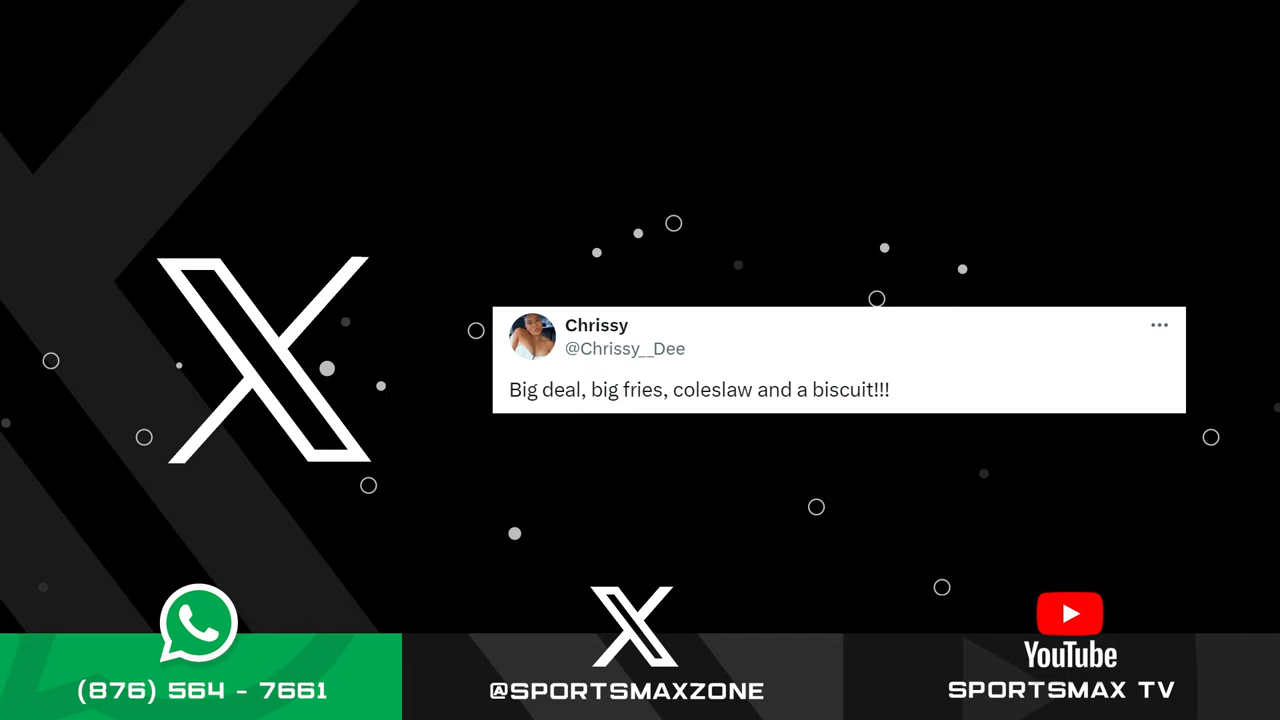 Chrissy
@Chrissy__Dee
Big deal, big fries, coleslaw and a biscuit!!!
(876) 564 - 7661
@SPORTSMAXZONE
YouTube
SPORTSMAX TV